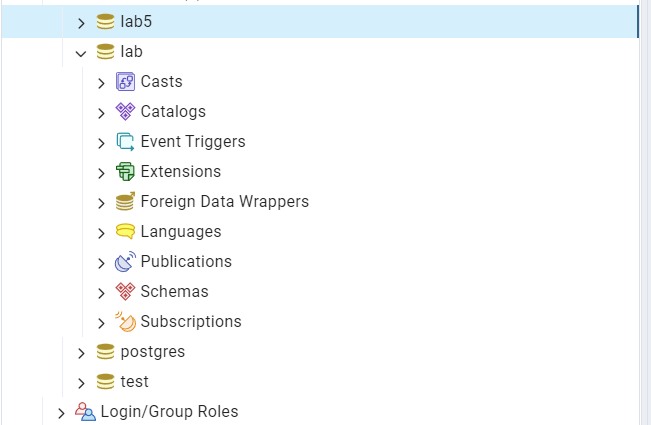 lab5
lab
Casts
Catalogs
Event Triggers
Extensions
Foreign Data Wrappers
Languages
Publications
Schemas
Subscriptions
postgres
test
Login/Group Roles